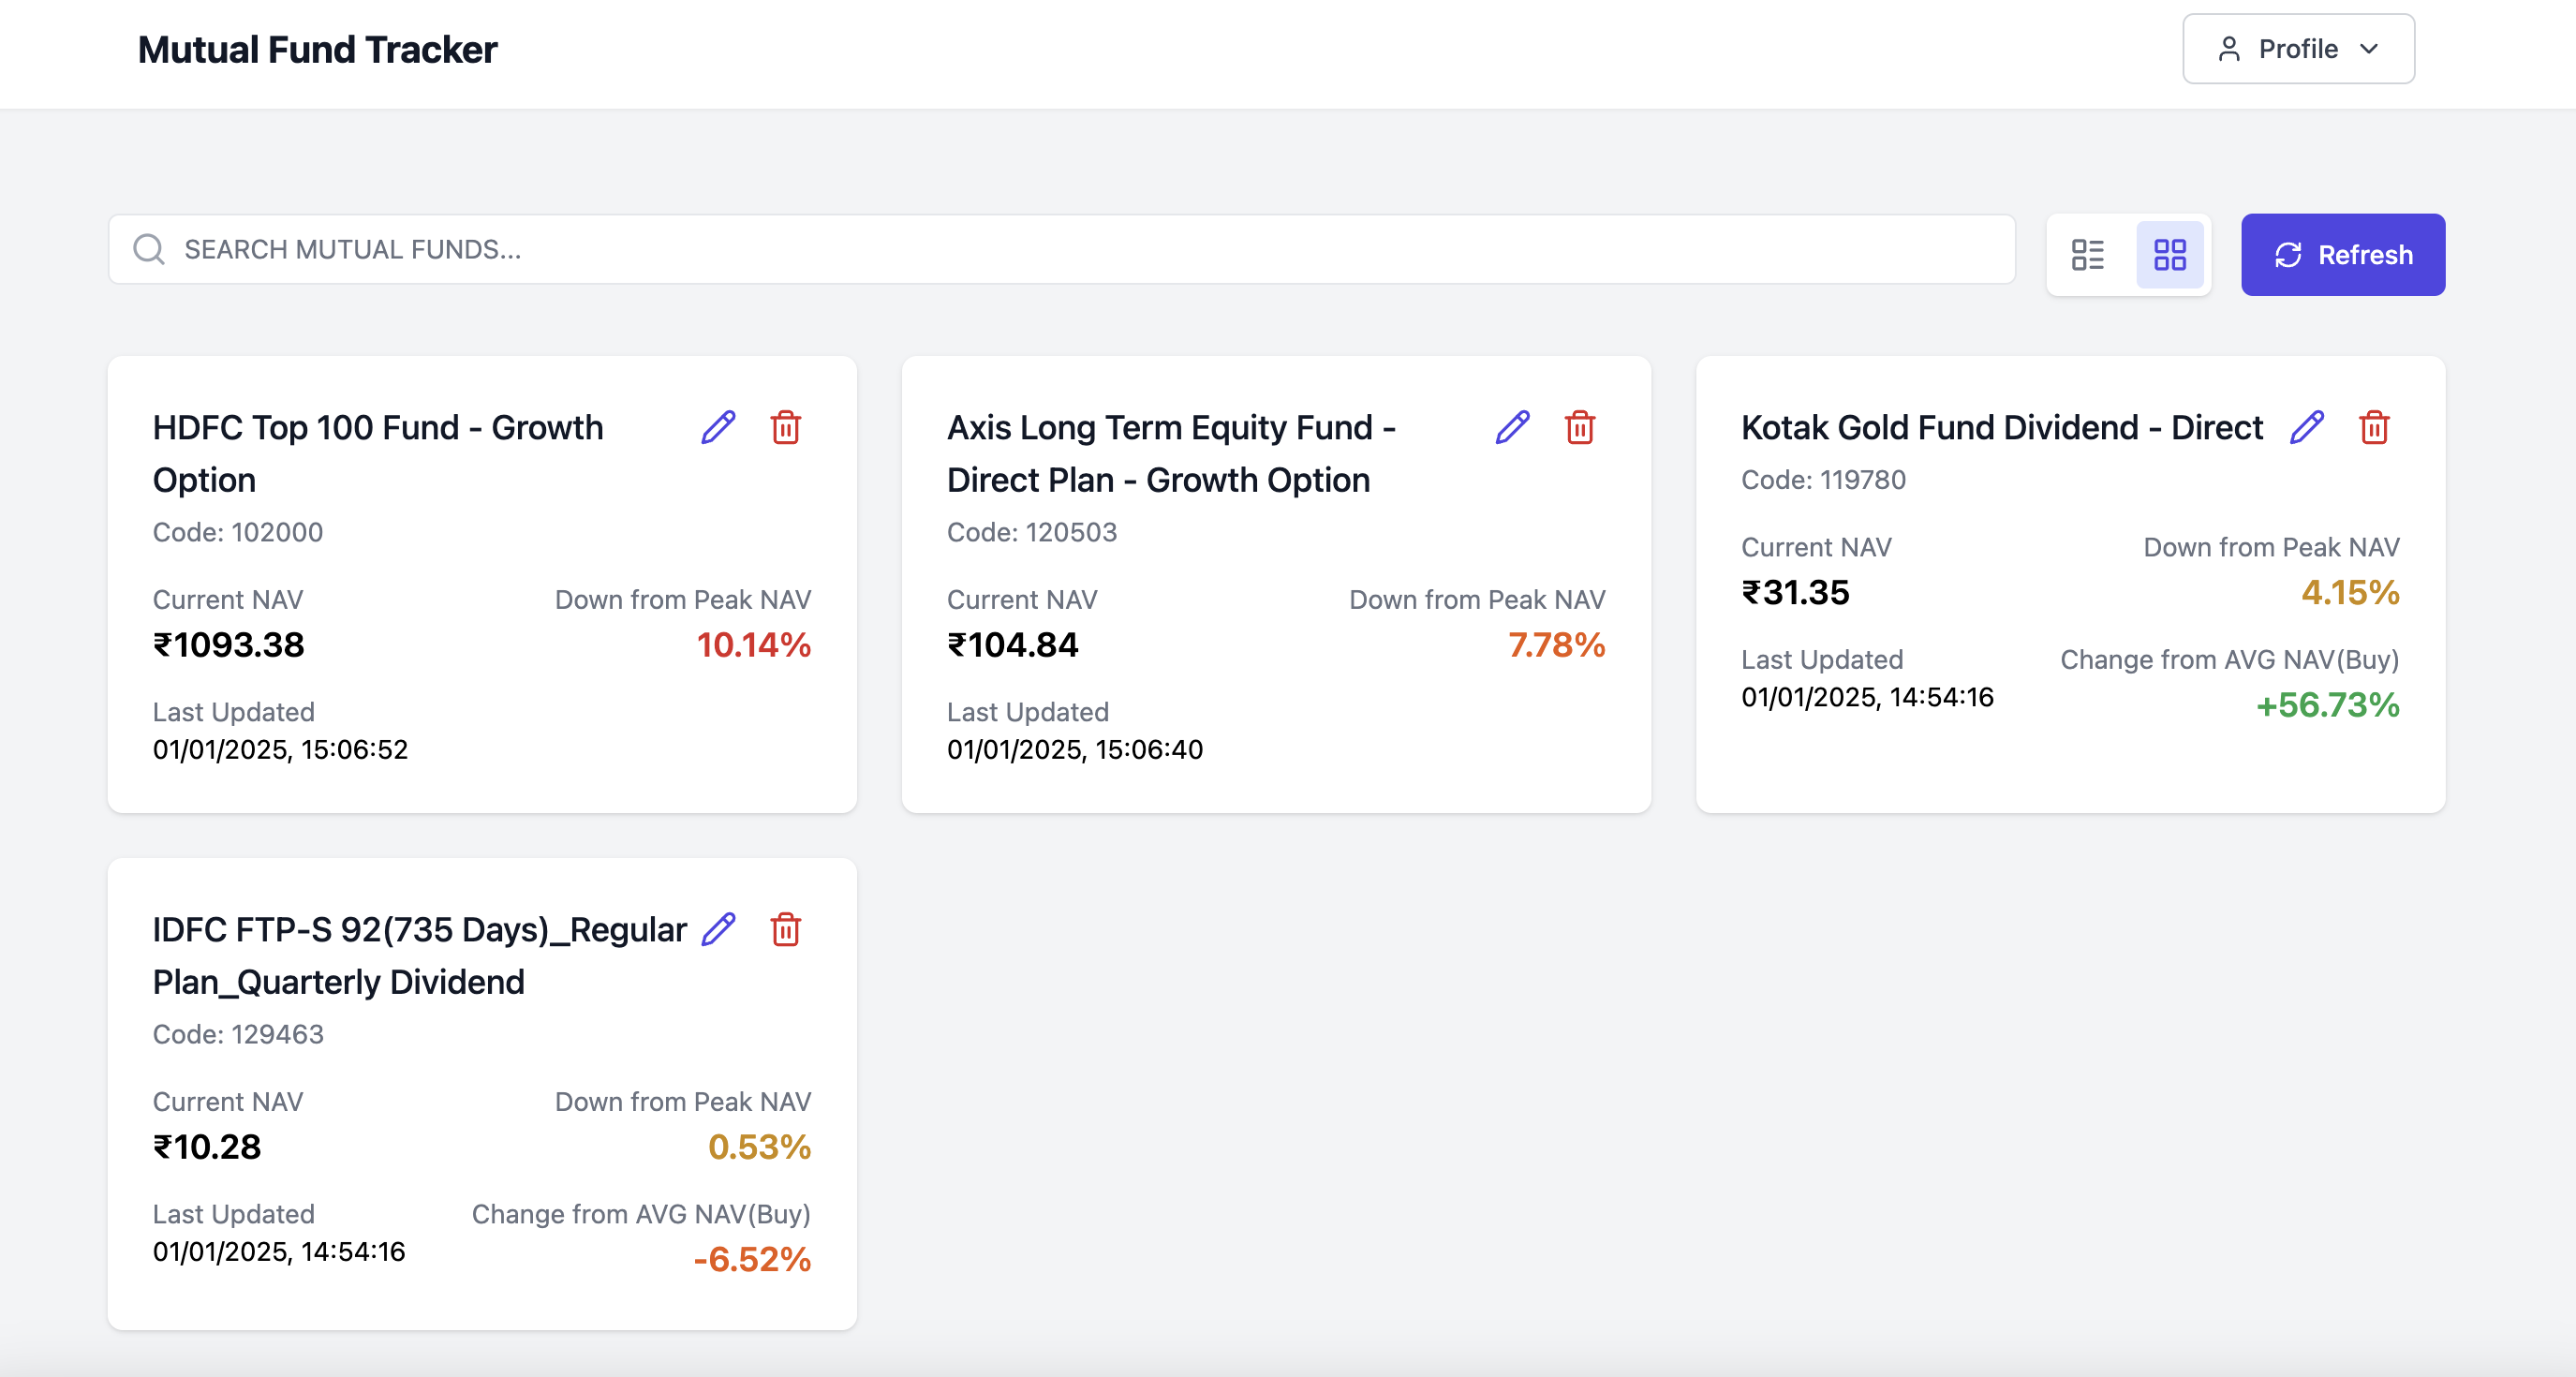 Mutual Fund Tracker
Profile
SEARCH MUTUAL FUNDS...
Refresh
HDFC Top 100 Fund - Growth
Option
Code: 102000
Current NAV
Down from Peak NAV
₹1093.38
10.14%
Last Updated
01/01/2025, 15:06:52
Axis Long Term Equity Fund -
Direct Plan - Growth Option
Code: 120503
Current NAV
Down from Peak NAV
₹104.84
7.78%
Last Updated
01/01/2025, 15:06:40
Kotak Gold Fund Dividend - Direct
Code: 119780
Current NAV
Down from Peak NAV
₹31.35
4.15%
Last Updated
Change from AVG NAV(Buy)
01/01/2025, 14:54:16
+56.73%
IDFC FTP-S 92(735 Days)_Regular
Plan_Quarterly Dividend
Code: 129463
Current NAV
Down from Peak NAV
₹10.28
0.53%
Last Updated
Change from AVG NAV(Buy)
01/01/2025, 14:54:16
-6.52%